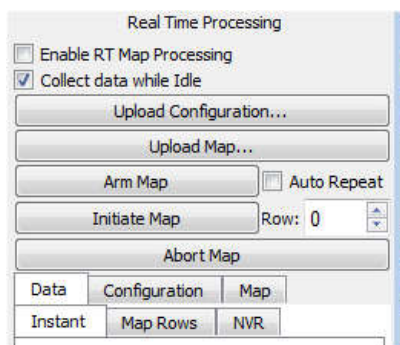 Real Time Processing
Enable RT Map Processing
Collect data while Idle
Upload Configuration...
Upload Map...
Arm Map Auto Repeat
Initiate Map Row: 0
Abort Map
Data Configuration Map
Instant Map Rows NVR